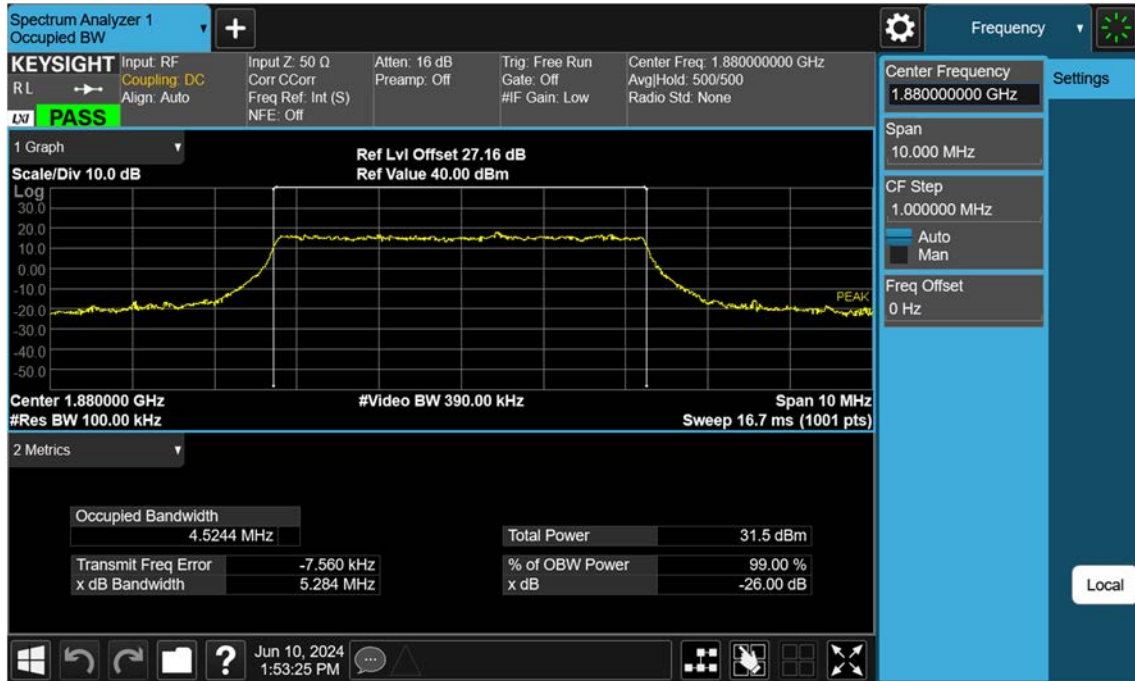 Spectrum Analyzer 1
Occupied BW
+
Frequency
KEYSIGHT
R L
LXI
PASS
Input: RF
Coupling: DC
Align: Auto
Input Z: 50 Ω
Corr CCorr
Freq Ref: Int (S)
NFE: Off
Atten: 16 dB
Preamp: Off
Trig: Free Run
Gate: Off
#IF Gain: Low
Center Freq: 1.880000000 GHz
Avg|Hold: 500/500
Radio Std: None
Center Frequency
1.880000000 GHz
Settings
Span
10.000 MHz
CF Step
1.000000 MHz
Auto
Man
Freq Offset
0 Hz
Local
1 Graph
Scale/Div 10.0 dB
Ref Lvl Offset 27.16 dB
Ref Value 40.00 dBm
Log
30.0
20.0
10.0
0.00
-10.0
-20.0
-30.0
-40.0
-50.0
PEAK
Center 1.880000 GHz
#Video BW 390.00 kHz
Span 10 MHz
#Res BW 100.00 kHz
Sweep 16.7 ms (1001 pts)
2 Metrics
Occupied Bandwidth
4.5244 MHz
Total Power 31.5 dBm
Transmit Freq Error -7.560 kHz
% of OBW Power 99.00 %
x dB Bandwidth 5.284 MHz
x dB -26.00 dB
?
Jun 10, 2024
1:53:25 PM